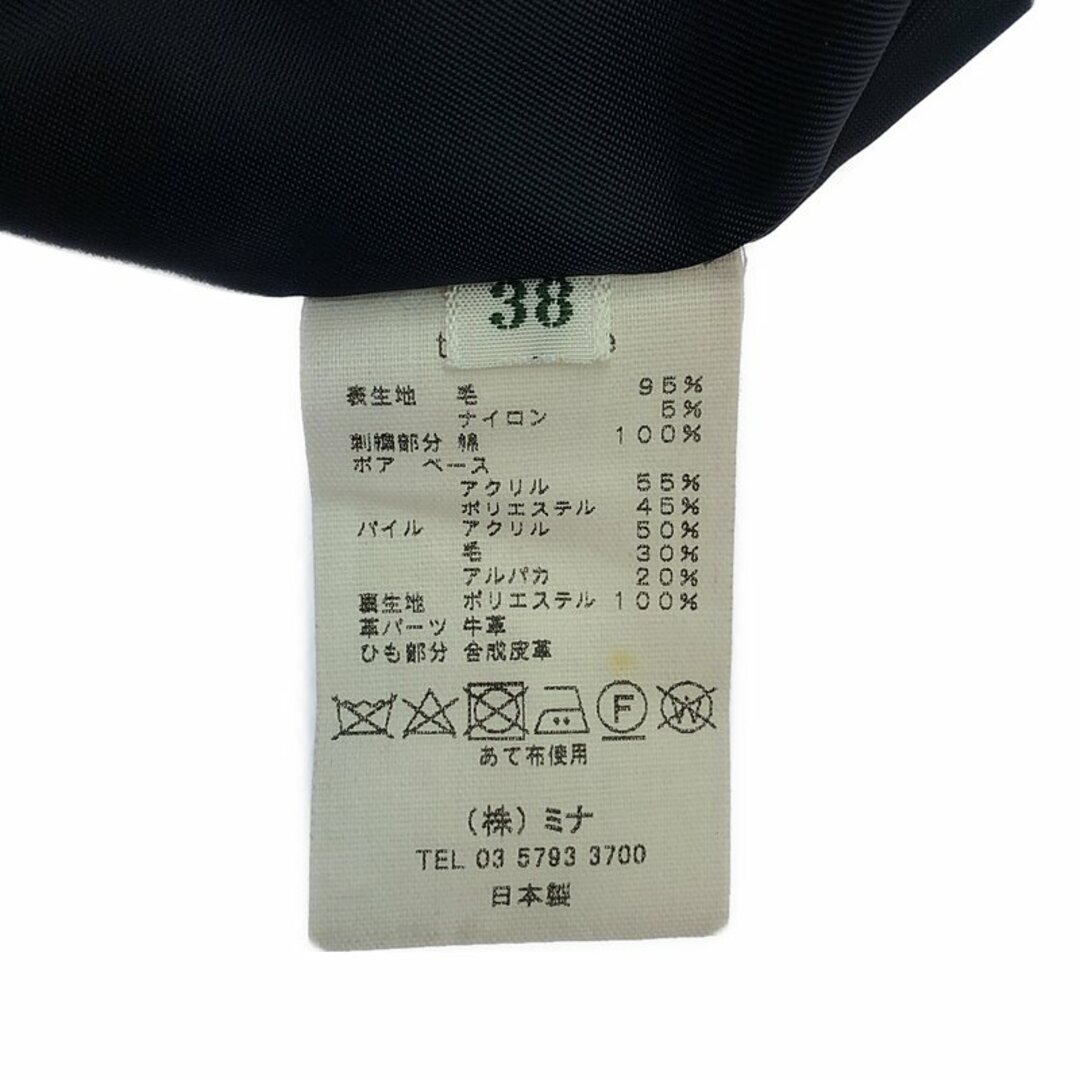 38
表生地 毛 95%
ナイロン 5%
刺繍部分 綿 100%
ボア ベース
アクリル 55%
ポリエステル 45%
パイル アクリル 50%
毛 30%
アルパカ 20%
裏生地 ポリエステル 100%
革パーツ 牛革
ひも部分 合成皮革
F W
あて布使用
(株)ミナ
TEL 03 5793 3700
日本製